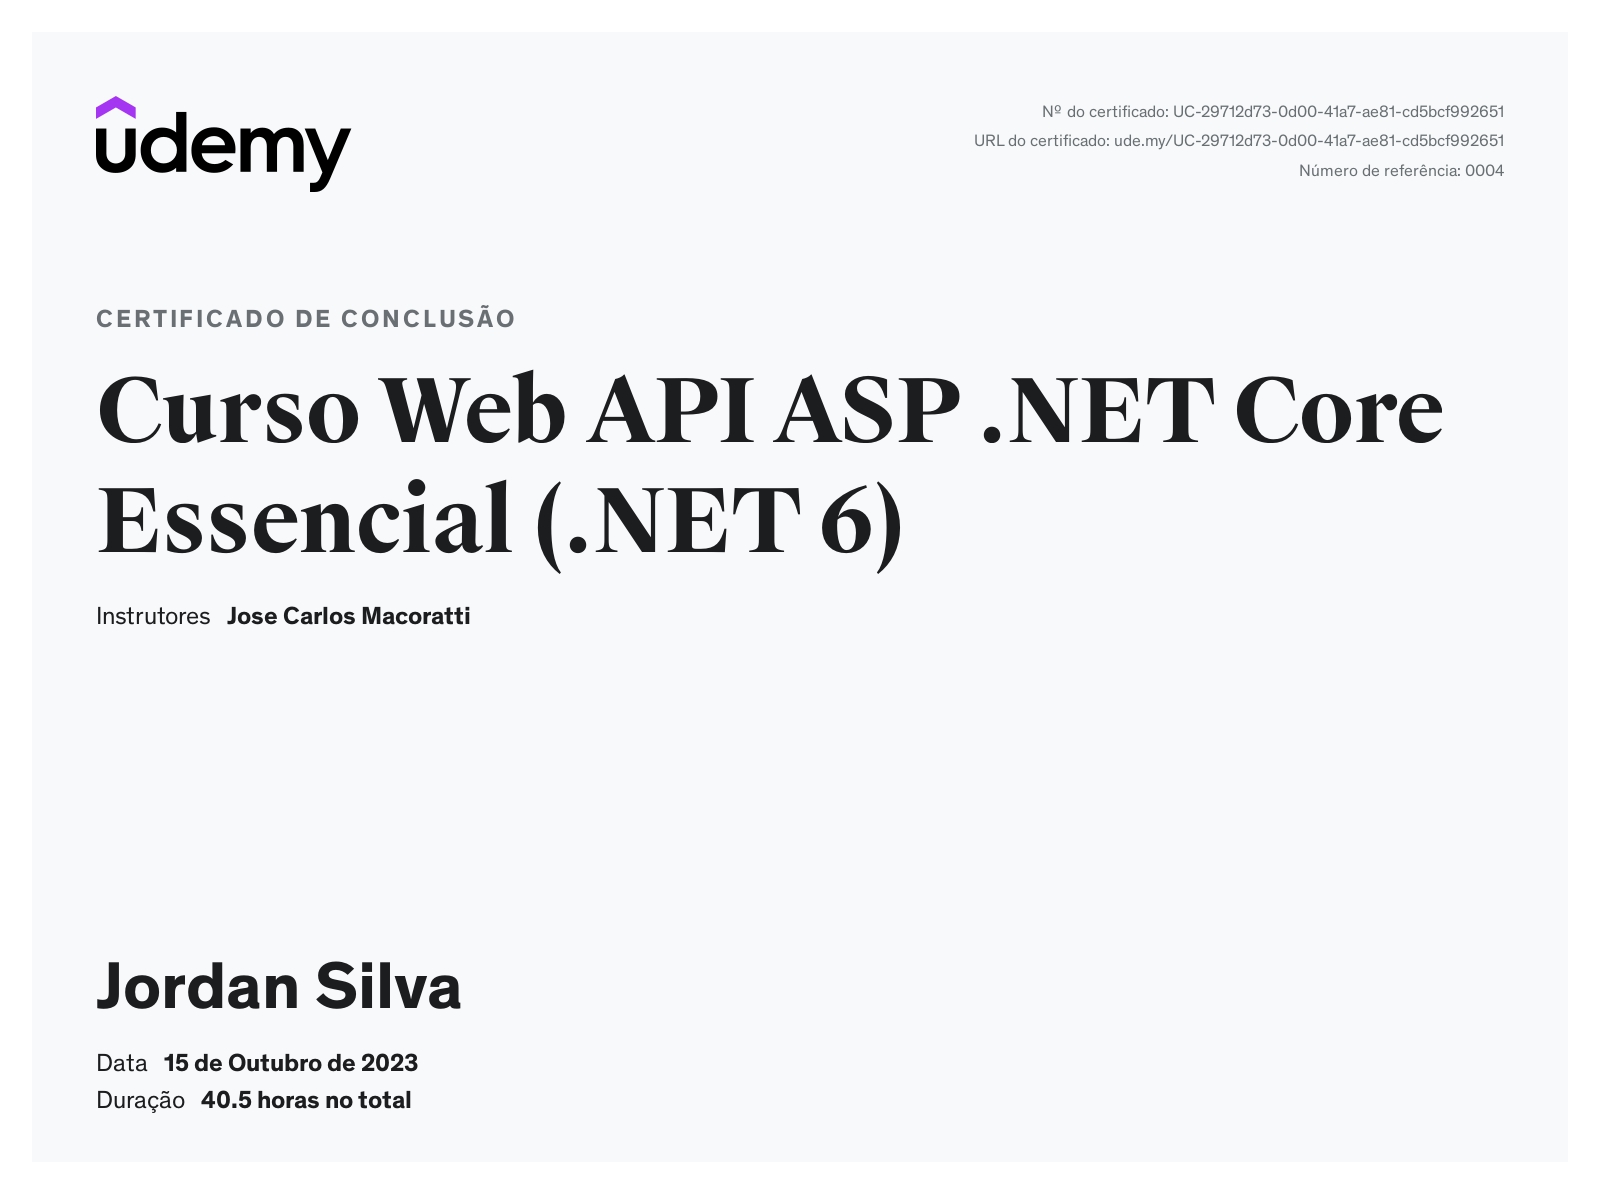 udemy
Nº do certificado: UC-29712d73-0d00-41a7-ae81-cd5bcf992651
URL do certificado: ude.my/UC-29712d73-0d00-41a7-ae81-cd5bcf992651
Número de referência: 0004
CERTIFICADO DE CONCLUSÃO
Curso Web API ASP .NET Core
Essencial (.NET 6)
Instrutores Jose Carlos Macoratti
Jordan Silva
Data 15 de Outubro de 2023
Duração 40.5 horas no total